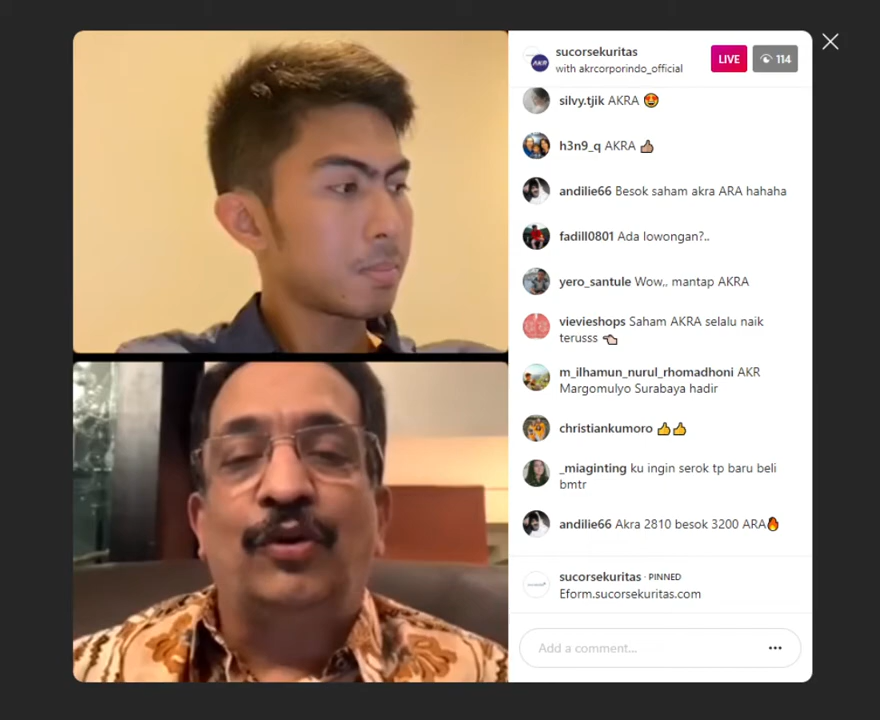 sucorsekuritas
with akrcorporindo_official
AKR
LIVE
114
silvy.tjik AKRA 😍
h3n9_q AKRA 👍🏼
andilie66 Besok saham akra ARA hahaha
fadill0801 Ada lowongan?..
yero_santule Wow,, mantap AKRA
vievieshops Saham AKRA selalu naik
terusss 👈🏻
m_ilhamun_nurul_rhomadhoni AKR
Margomulyo Surabaya hadir
christiankumoro 👍👍
_miaginting ku ingin serok tp baru beli
bmtr
andilie66 Akra 2810 besok 3200 ARA🔥
sucorsekuritas · PINNED
Eform.sucorsekuritas.com
Add a comment...